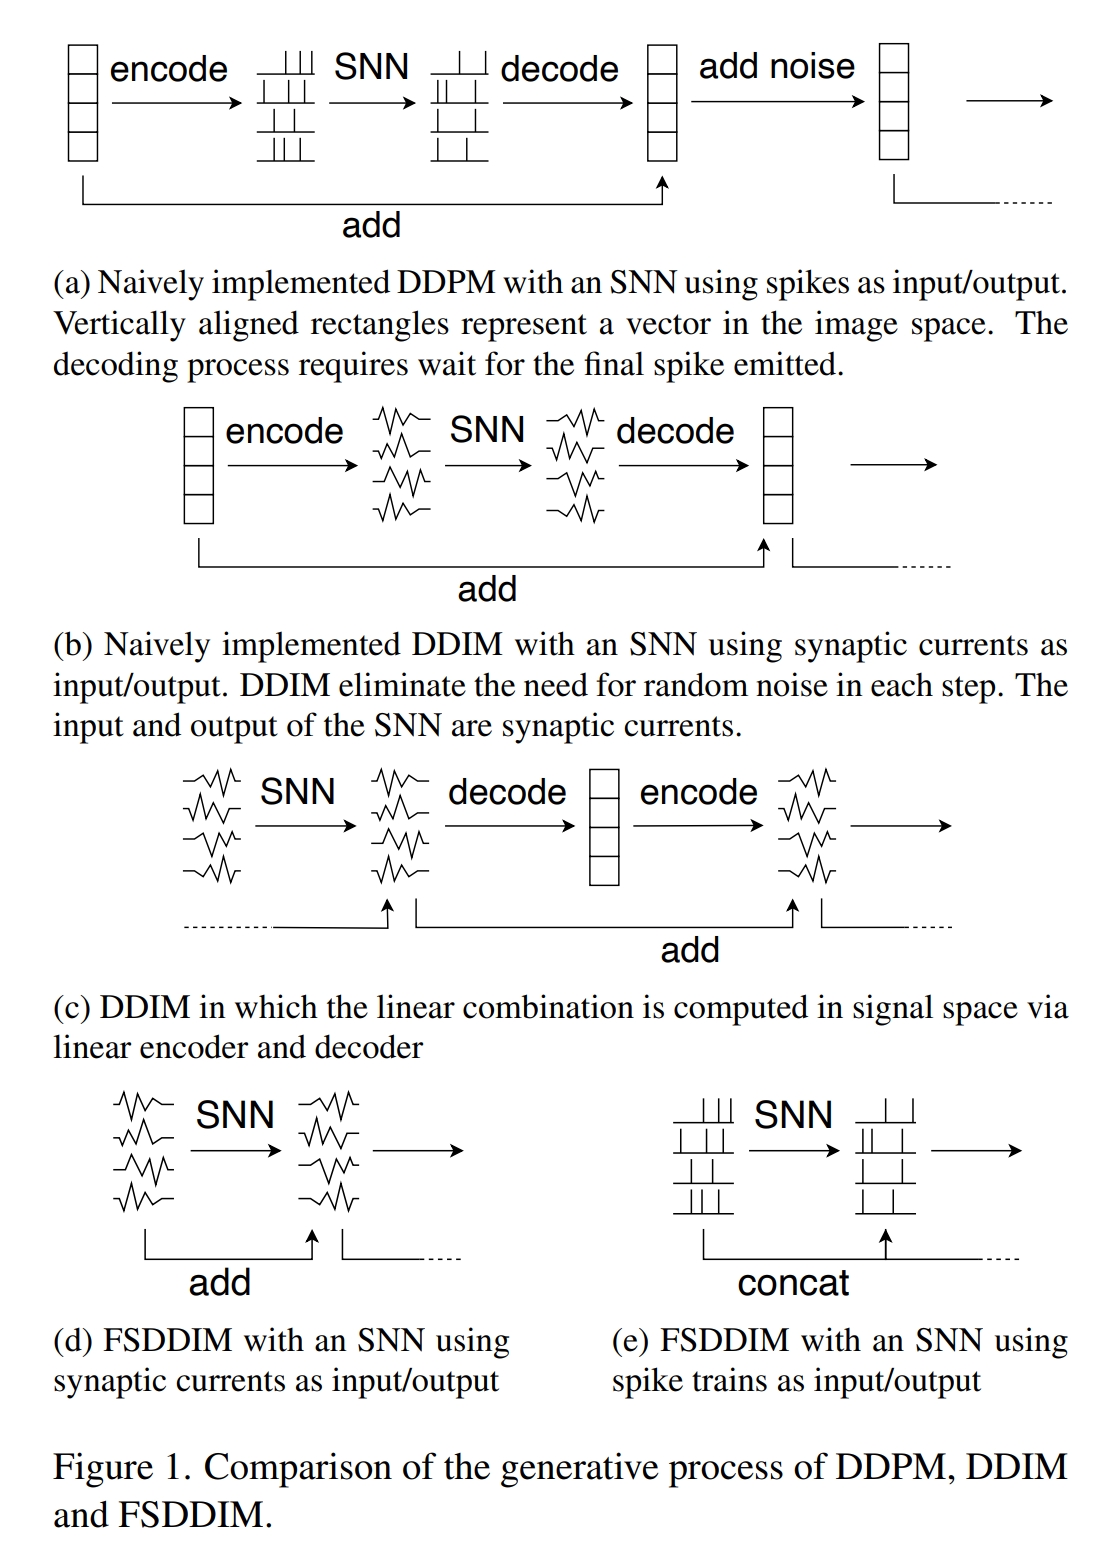 encode SNN decode add noise
add
(a) Naively implemented DDPM with an SNN using spikes as input/output.
Vertically aligned rectangles represent a vector in the image space. The
decoding process requires wait for the final spike emitted.
encode SNN decode
add
(b) Naively implemented DDIM with an SNN using synaptic currents as
input/output. DDIM eliminate the need for random noise in each step. The
input and output of the SNN are synaptic currents.
SNN decode encode
add
(c) DDIM in which the linear combination is computed in signal space via
linear encoder and decoder
SNN
add
(d) FSDDIM with an SNN using
synaptic currents as input/output
SNN
concat
(e) FSDDIM with an SNN using
spike trains as input/output
Figure 1. Comparison of the generative process of DDPM, DDIM
and FSDDIM.